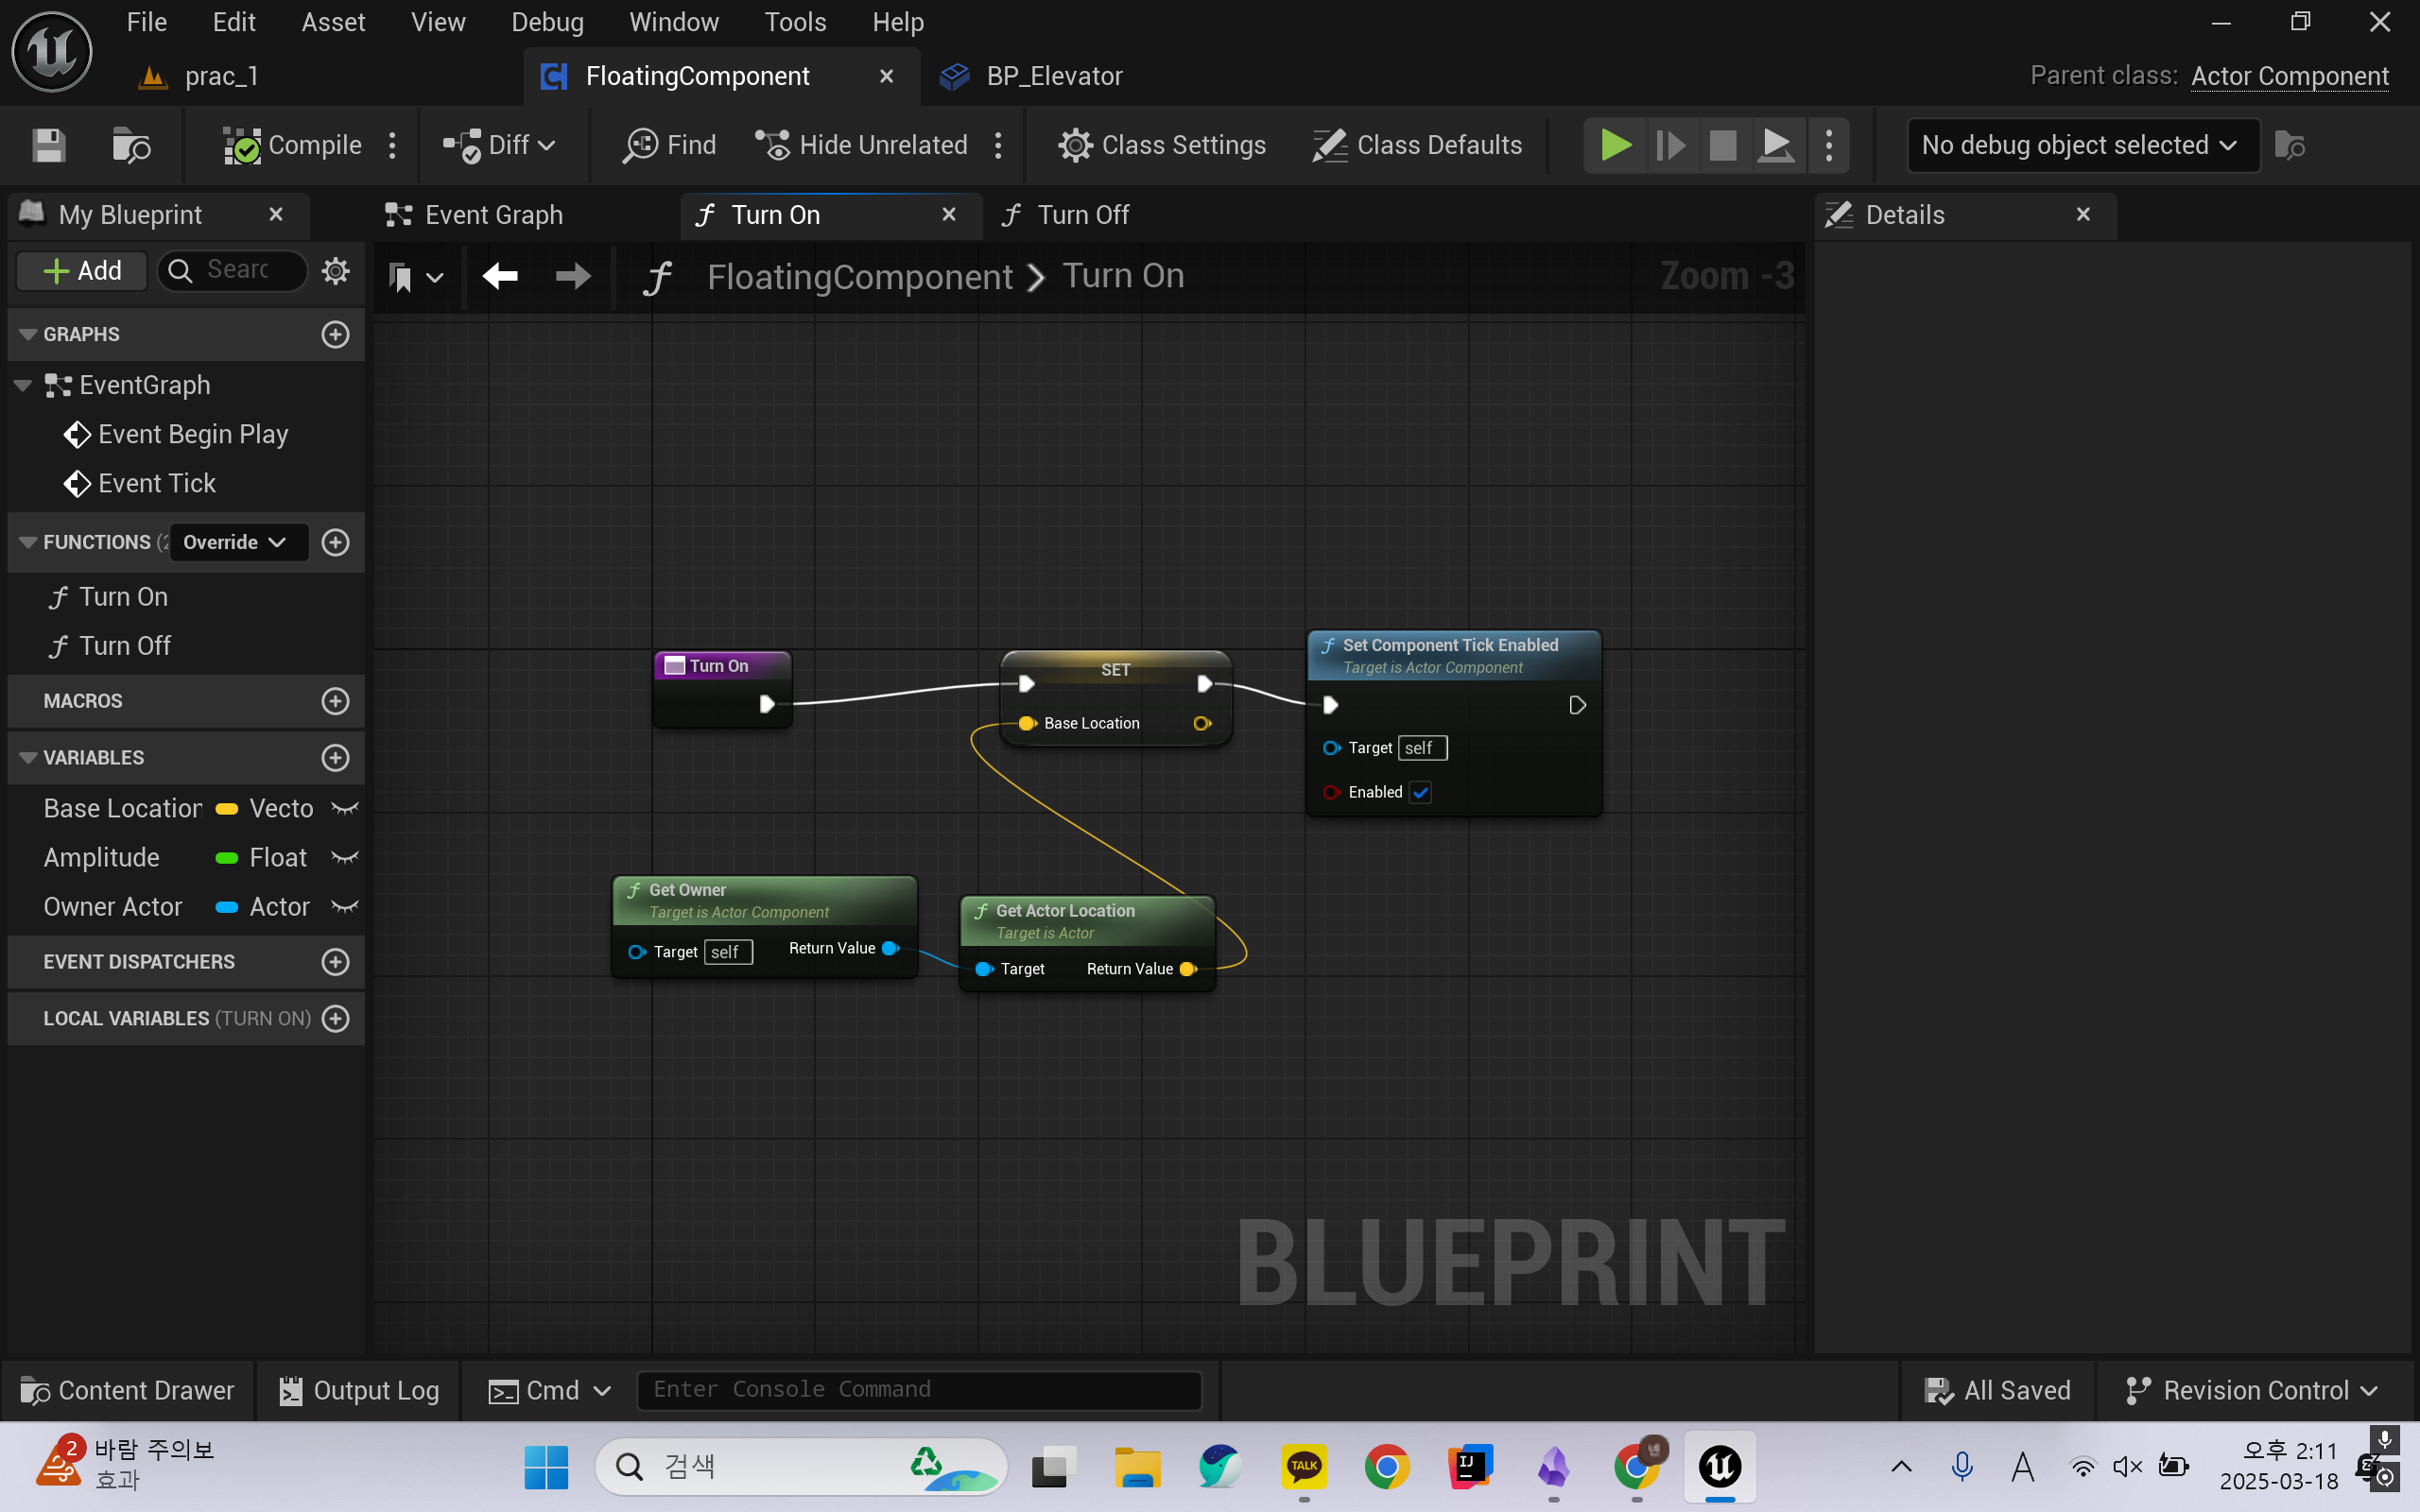 File Edit Asset View Debug Window Tools Help
prac_1
FloatingComponent
BP_Elevator
Parent class: Actor Component
Compile
Diff
Find
Hide Unrelated
Class Settings
Class Defaults
No debug object selected
My Blueprint
Event Graph
Turn On
Turn Off
Details
Add
Searc
FloatingComponent > Turn On
Zoom -3
GRAPHS
EventGraph
Event Begin Play
Event Tick
FUNCTIONS (2
Override
Turn On
Turn Off
MACROS
VARIABLES
Base Location Vecto
Amplitude Float
Owner Actor Actor
EVENT DISPATCHERS
LOCAL VARIABLES (TURN ON)
Turn On
SET
Base Location
Set Component Tick Enabled
Target is Actor Component
Target self
Enabled
Get Owner
Target is Actor Component
Target self
Return Value
Get Actor Location
Target is Actor
Target
Return Value
BLUEPRINT
Content Drawer
Output Log
Cmd
Enter Console Command
All Saved
Revision Control
2
바람 주의보
효과
검색
TALK
IJ
A
오후 2:11
2025-03-18